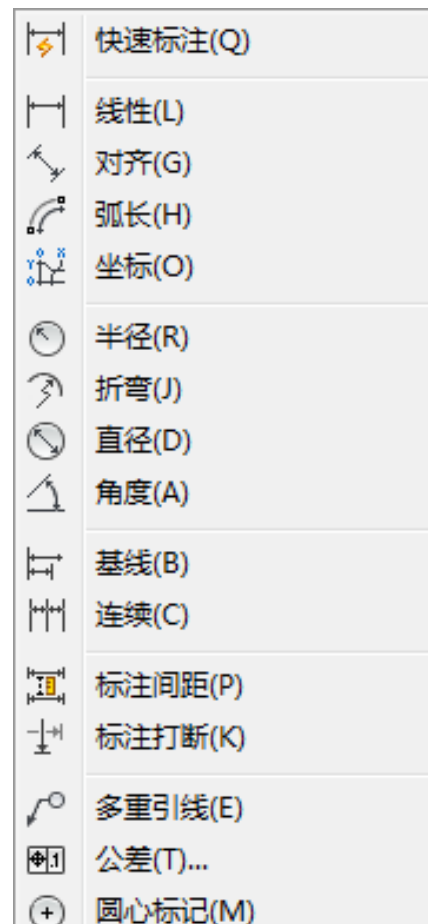 快速标注(Q)
线性(L)
对齐(G)
弧长(H)
坐标(O)
半径(R)
折弯(J)
直径(D)
角度(A)
基线(B)
连续(C)
标注间距(P)
标注打断(K)
多重引线(E)
公差(T)...
圆心标记(M)